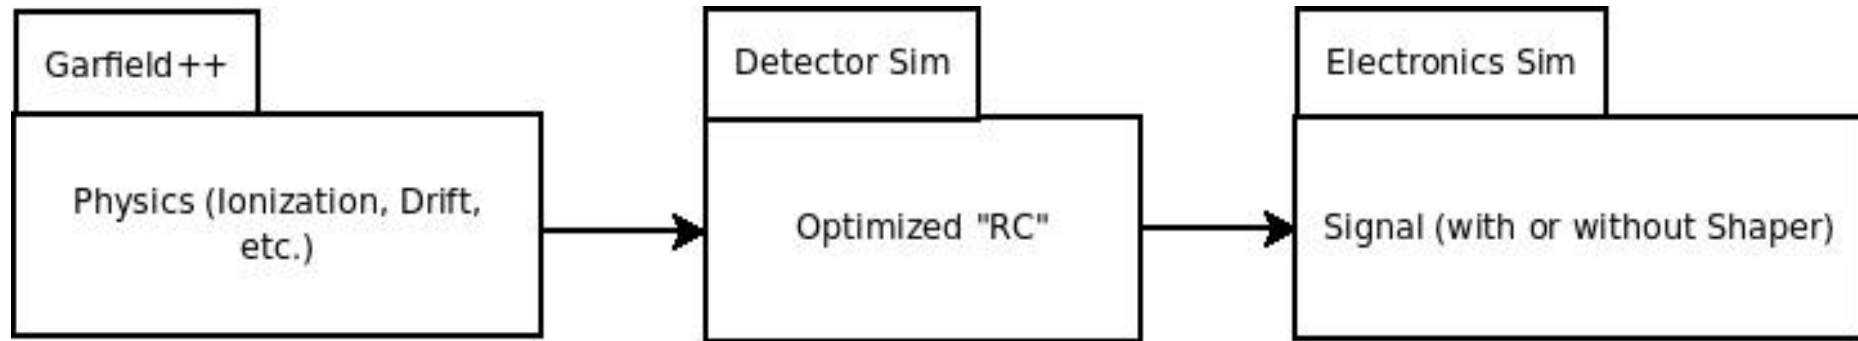 Garfield++
Physics (Ionization, Drift,
etc.)
Detector Sim
Optimized "RC"
Electronics Sim
Signal (with or without Shaper)